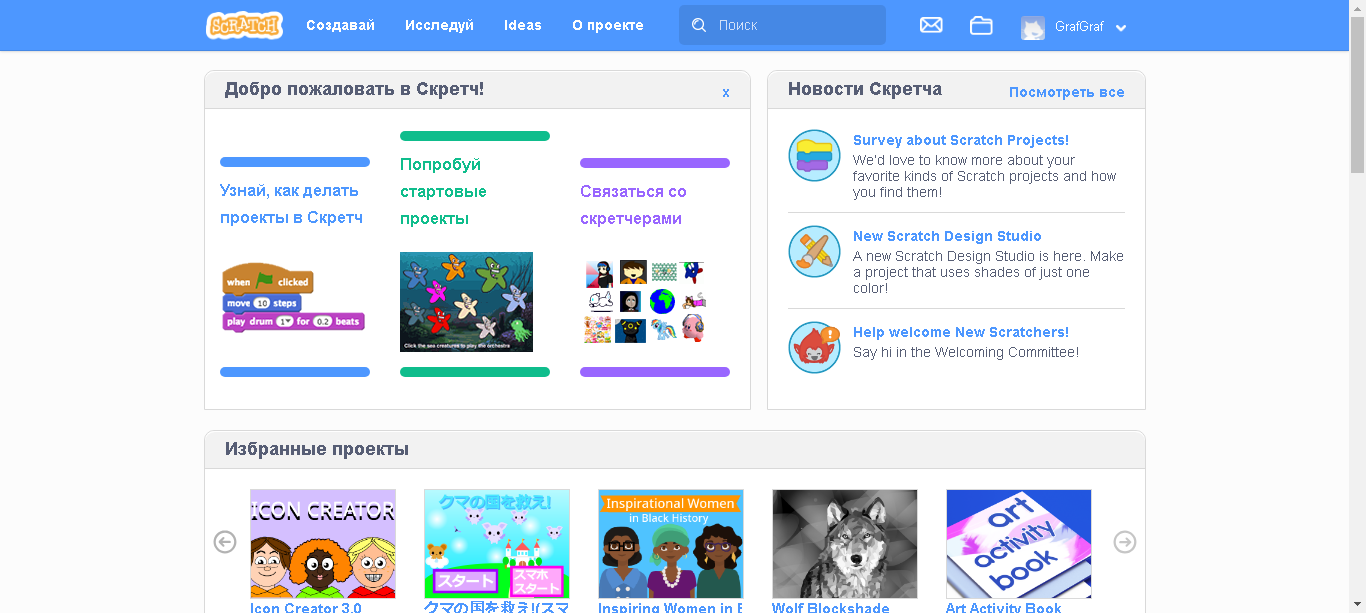 SCRATCH
Создавай
Исследуй
Ideas
О проекте
Поиск
GrafGraf
Добро пожаловать в Скретч!
x
Узнай, как делать
проекты в Скретч
when clicked
move 10 steps
play drum 1 for 0.2 beats
Попробуй
стартовые
проекты
Click the sea creatures to play the orchestra
Связаться со
скретчерами
Новости Скретча
Посмотреть все
Survey about Scratch Projects!
We'd love to know more about your
favorite kinds of Scratch projects and how
you find them!
New Scratch Design Studio
A new Scratch Design Studio is here. Make
a project that uses shades of just one
color!
Help welcome New Scratchers!
Say hi in the Welcoming Committee!
Избранные проекты
ICON CREATOR
Icon Creator 3.0
クマの国を救え!
スタート
スマホ
スタート
クマの国を救え!(スマ
Inspirational Women
in Black History
Inspiring Women in B
Wolf Blockshade
art
activity
book
Art Activity Book